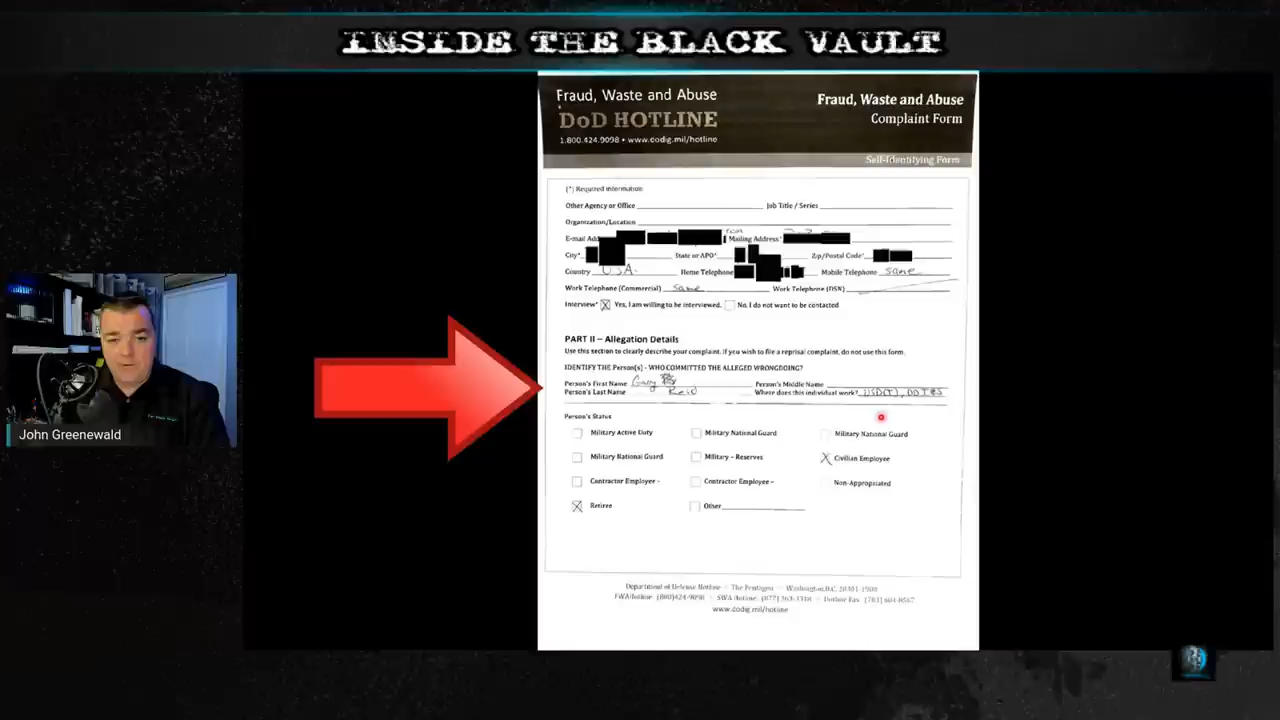 INSIDE THE BLACK VAULT
Fraud, Waste and Abuse
DoD HOTLINE
1.800.424.9098 • www.dodig.mil/hotline
Fraud, Waste and Abuse
Complaint Form
Self-Identifying Form
(*) Required Information
Other Agency or Office Job Title / Series
Organization/Location
E-mail Mailing Address*
City* State or APO* Zip/Postal Code*
Country USA. Home Telephone Mobile Telephone same
Work Telephone (Commercial) same Work Telephone (DSN)
Interview* X Yes, I am willing to be interviewed. No, I do not want to be contacted
PART II – Allegation Details
Use this section to clearly describe your complaint. If you wish to file a reprisal complaint, do not use this form.
IDENTIFY THE Person(s) - WHO COMMITTED THE ALLEGED WRONGDOING?
Person's First Name Gary Person's Middle Name
Person's Last Name Reid Where does this individual work?
Person's Status
Military Active Duty Military National Guard Military National Guard
Military National Guard Military – Reserves X Civilian Employee
Contractor Employee - Contractor Employee – Non-Appropriated
X Retiree Other
Department of Defense Hotline The Pentagon Washington, DC, 20301-1900
www.dodig.mil/hotline
John Greenewald